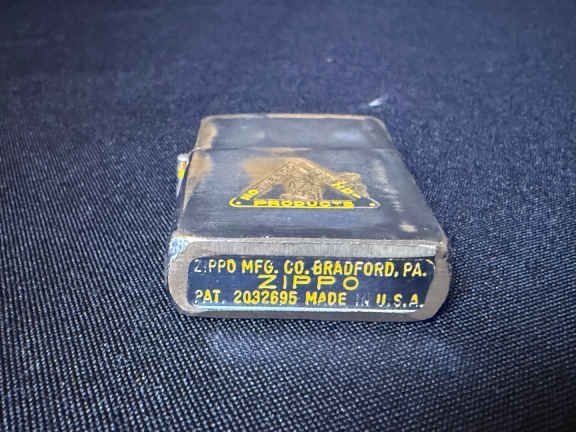 PRODUCTS
ZIPPO MFG. CO. BRADFORD, PA.
ZIPPO
PAT. 2032695 MADE IN U.S.A.